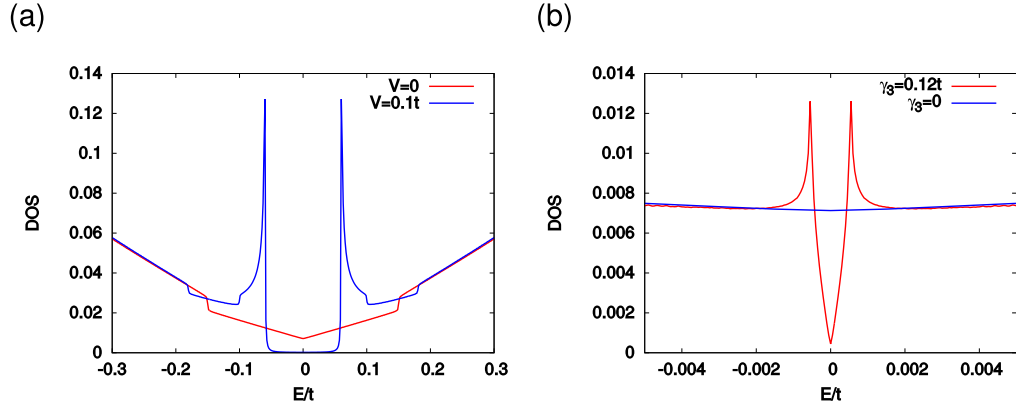 (a)
V=0
V=0.1t
DOS
0.14
0.12
0.1
0.08
0.06
0.04
0.02
0
-0.3
-0.2
-0.1
0
0.1
0.2
0.3
E/t
(b)
γ₃=0.12t
γ₃=0
DOS
0.014
0.012
0.01
0.008
0.006
0.004
0.002
0
-0.004
-0.002
0
0.002
0.004
E/t